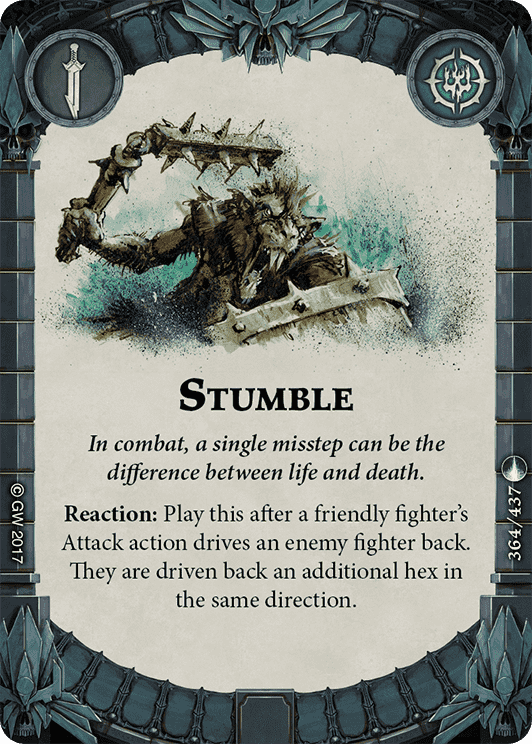 STUMBLE
In combat, a single misstep can be the
difference between life and death.
Reaction: Play this after a friendly fighter's
Attack action drives an enemy fighter back.
They are driven back an additional hex in
the same direction.
© GW 2017
364/437